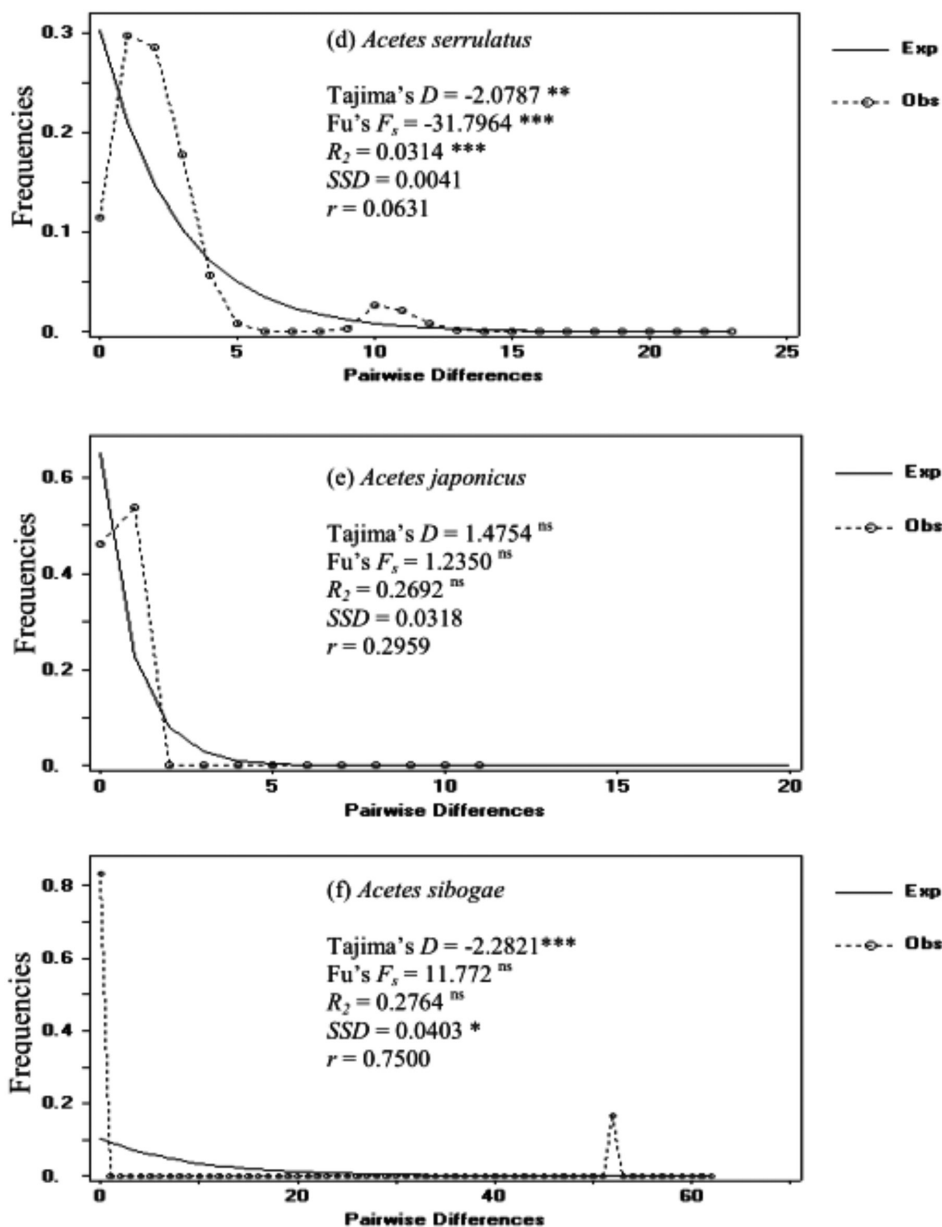 (d) Acetes serrulatus
Tajima's D = -2.0787 **
Fu's Fs = -31.7964 ***
R2 = 0.0314 ***
SSD = 0.0041
r = 0.0631
Exp
Obs
Frequencies
0.3
0.2
0.1
0.
0 5 10 15 20 25
Pairwise Differences
(e) Acetes japonicus
Tajima's D = 1.4754 ns
Fu's Fs = 1.2350 ns
R2 = 0.2692 ns
SSD = 0.0318
r = 0.2959
Exp
Obs
Frequencies
0.6
0.4
0.2
0.
0 5 10 15 20
Pairwise Differences
(f) Acetes sibogae
Tajima's D = -2.2821***
Fu's Fs = 11.772 ns
R2 = 0.2764 ns
SSD = 0.0403 *
r = 0.7500
Exp
Obs
Frequencies
0.8
0.6
0.4
0.2
0.
0 20 40 60
Pairwise Differences